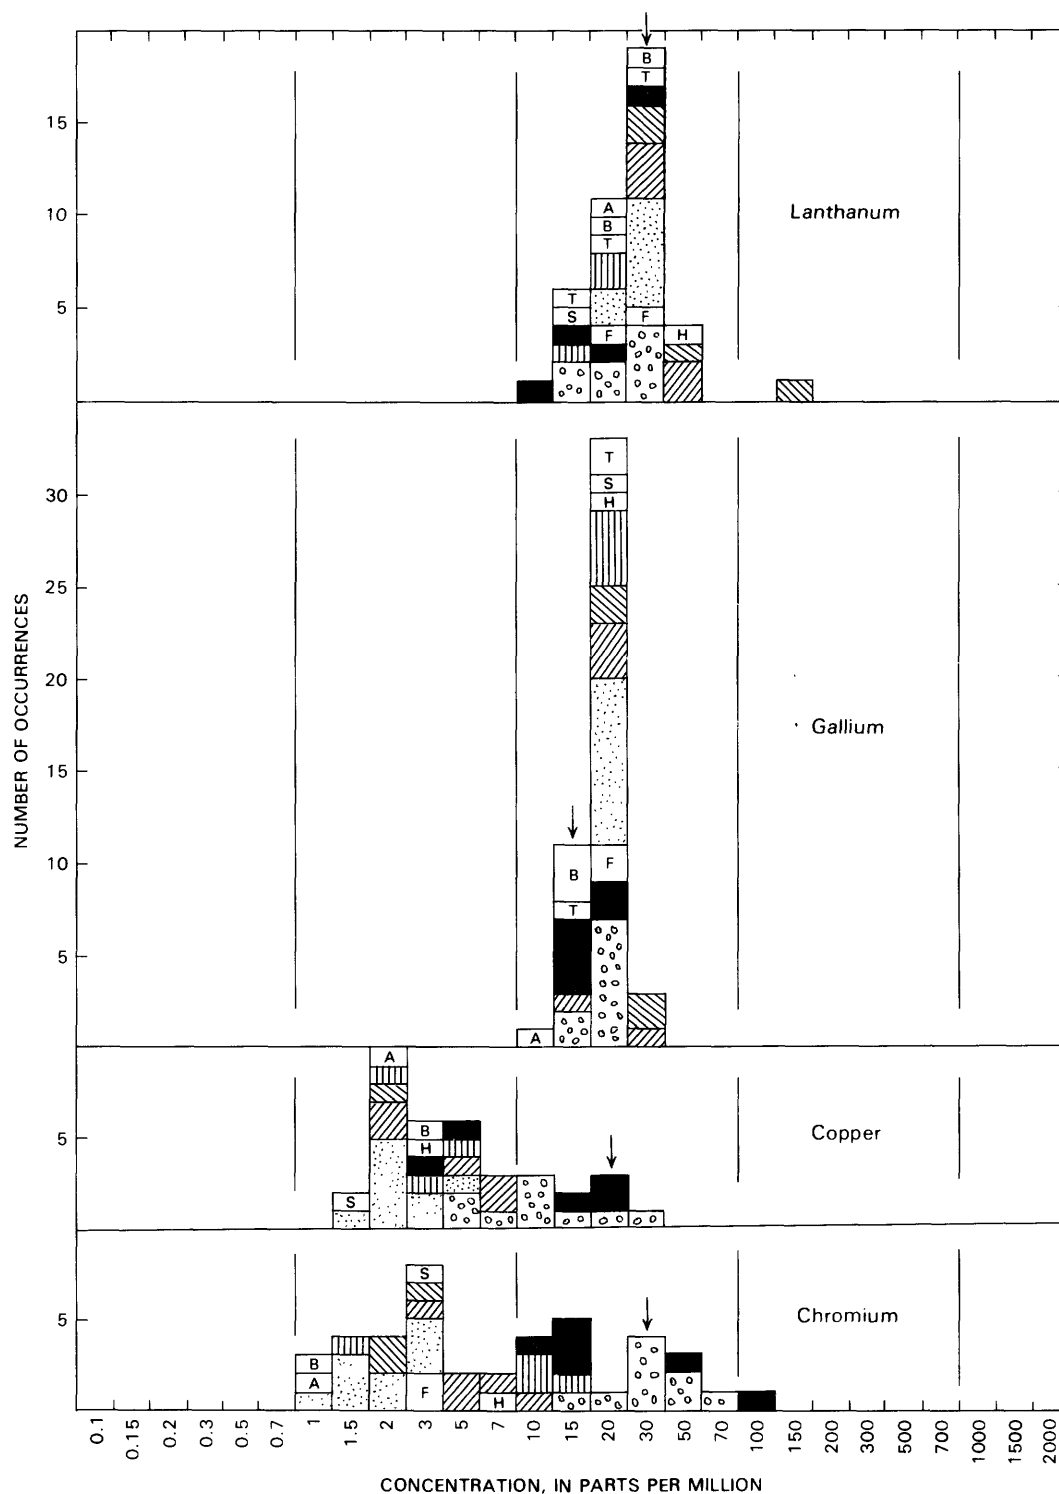 B
T
15
A
10
B
Lanthanum
T
T
5
S
F
F
H
T
30
S
H
25
20
Gallium
15
NUMBER OF OCCURRENCES
10
B
F
T
5
A
A
5
B
Copper
H
S
S
5
Chromium
B
A
F
H
0.1 0.15 0.2 0.3 0.5 0.7 1 1.5 2 3 5 7 10 15 20 30 50 70 100 150 200 300 500 700 1000 1500 2000
CONCENTRATION, IN PARTS PER MILLION